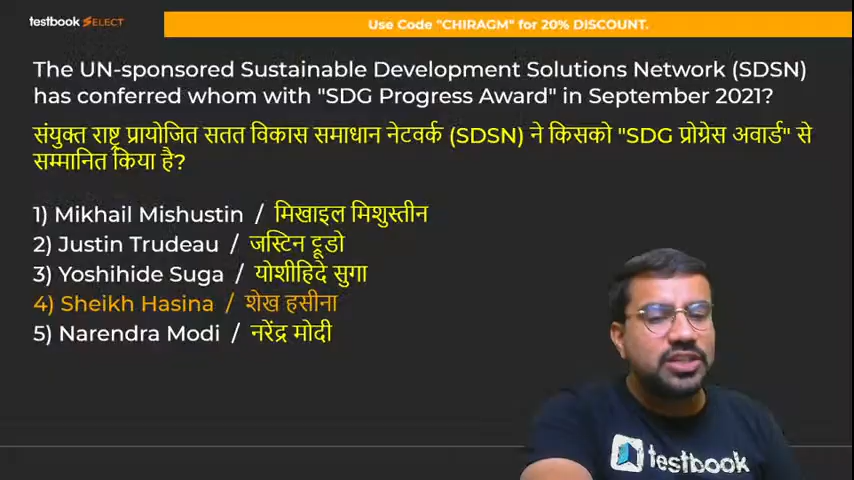 testbook SELECT
Use Code "CHIRAGM" for 20% DISCOUNT.
The UN-sponsored Sustainable Development Solutions Network (SDSN)
has conferred whom with "SDG Progress Award" in September 2021?
संयुक्त राष्ट्र प्रायोजित सतत विकास समाधान नेटवर्क (SDSN) ने किसको "SDG प्रोग्रेस अवार्ड" से
सम्मानित किया है?
1) Mikhail Mishustin / मिखाइल मिशुस्तीन
2) Justin Trudeau / जस्टिन ट्रूडो
3) Yoshihide Suga / योशीहिदे सुगा
4) Sheikh Hasina / शेख हसीना
5) Narendra Modi / नरेंद्र मोदी
testbook